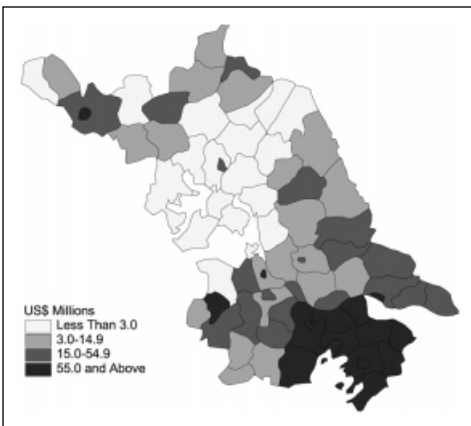 US$ Millions
Less Than 3.0
3.0-14.9
15.0-54.9
55.0 and Above